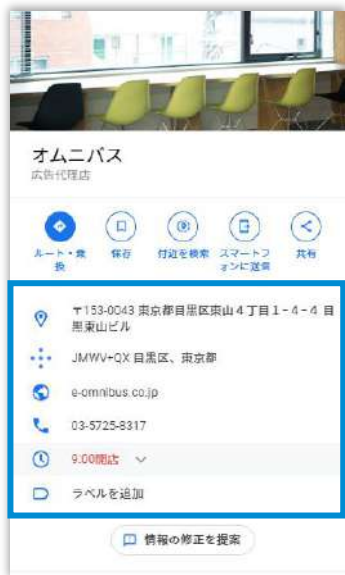 オムニバス
広告代理店
ルート・乗
換
保存
付近を検索
スマートフ
ォンに送信
共有
〒153-0043 東京都目黒区東山４丁目１-４-４ 目
黒東山ビル
JMWV+QX 目黒区、東京都
e-omnibus.co.jp
03-5725-8317
9:00開店
ラベルを追加
情報の修正を提案